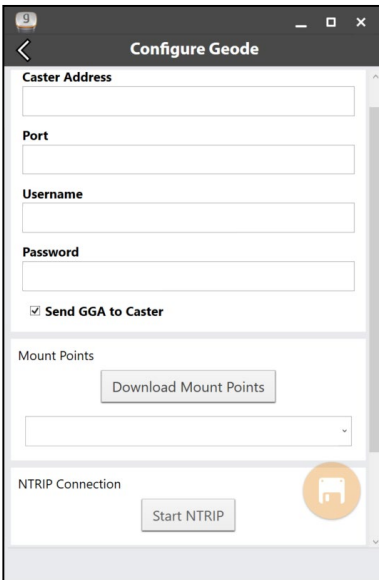 g
Configure Geode
Caster Address
Port
Username
Password
Send GGA to Caster
Mount Points
Download Mount Points
NTRIP Connection
Start NTRIP